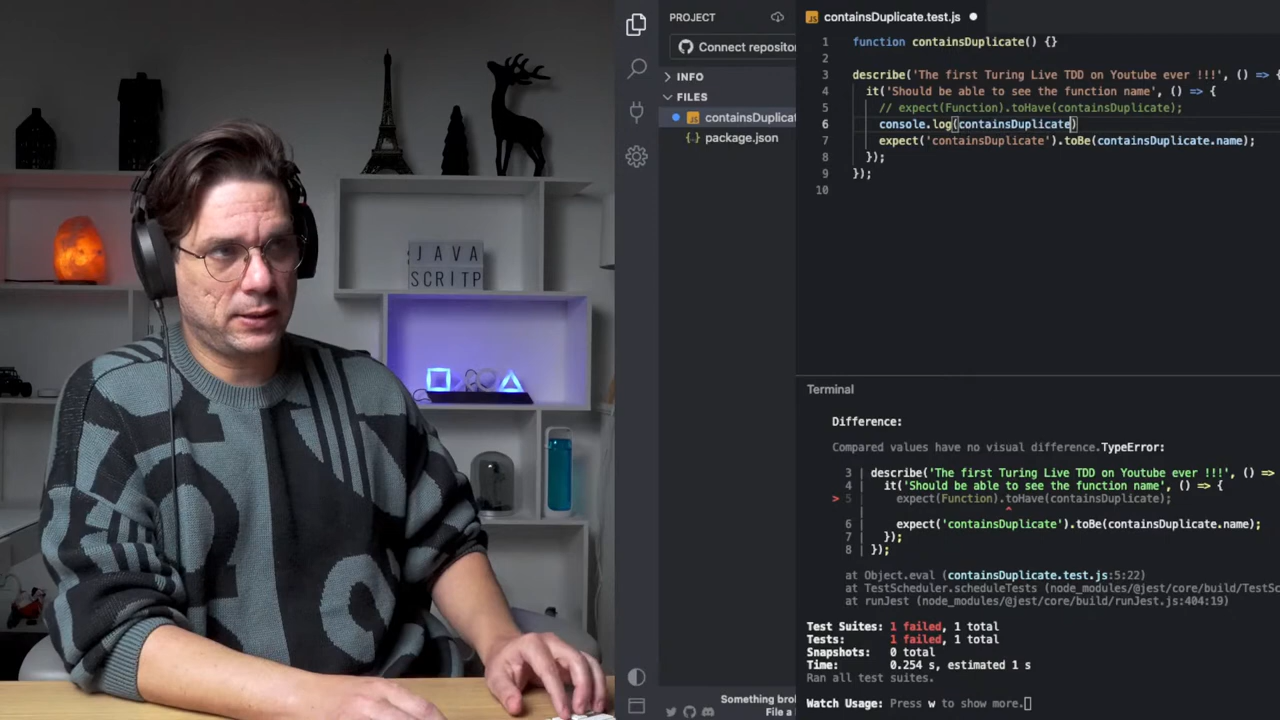 JAVA
SCRITP
PROJECT
Connect reposito
INFO
FILES
containsDuplicat
package.json
containsDuplicate.test.js
1 function containsDuplicate() {}
2
3 describe('The first Turing Live TDD on Youtube ever !!!', () => {
4 it('Should be able to see the function name', () => {
5 // expect(Function).toHave(containsDuplicate);
6 console.log(containsDuplicate)
7 expect('containsDuplicate').toBe(containsDuplicate.name);
8 });
9 });
10
Terminal
Difference:
Compared values have no visual difference.TypeError:
3 | describe('The first Turing Live TDD on Youtube ever !!!', () =>
4 | it('Should be able to see the function name', () => {
> 5 | expect(Function).toHave(containsDuplicate);
| ^
6 | expect('containsDuplicate').toBe(containsDuplicate.name);
7 | });
8 | });
at Object.eval (containsDuplicate.test.js:5:22)
at TestScheduler.scheduleTests (node_modules/@jest/core/build/TestSc
at runJest (node_modules/@jest/core/build/runJest.js:404:19)
Test Suites: 1 failed, 1 total
Tests: 1 failed, 1 total
Snapshots: 0 total
Time: 0.254 s, estimated 1 s
Ran all test suites.
Watch Usage: Press w to show more.
Something bro
File a